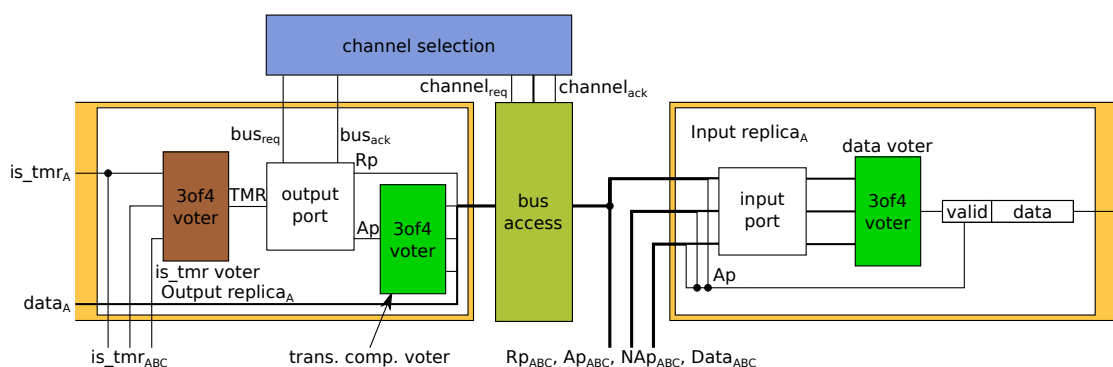 channel selection
channel_req
channel_ack
bus_req
bus_ack
Input replica_A
data voter
is_tmr_A
3of4
voter
TMR
output
port
Rp
Ap
3of4
voter
bus
access
input
port
3of4
voter
valid
data
Ap
is_tmr voter
Output replica_A
data_A
is_tmr_ABC
trans. comp. voter
Rp_ABC, Ap_ABC, NAp_ABC, Data_ABC